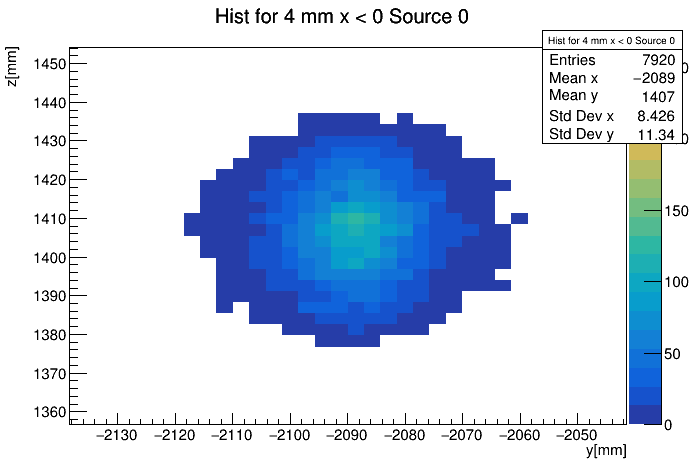 Hist for 4 mm x < 0 Source 0
Hist for 4 mm x < 0 Source 0
Entries 7920
Mean x −2089
Mean y 1407
Std Dev x 8.426
Std Dev y 11.34
z[mm]
1450
1440
1430
1420
1410
1400
1390
1380
1370
1360
−2130 −2120 −2110 −2100 −2090 −2080 −2070 −2060 −2050
y[mm]
150
100
50
0